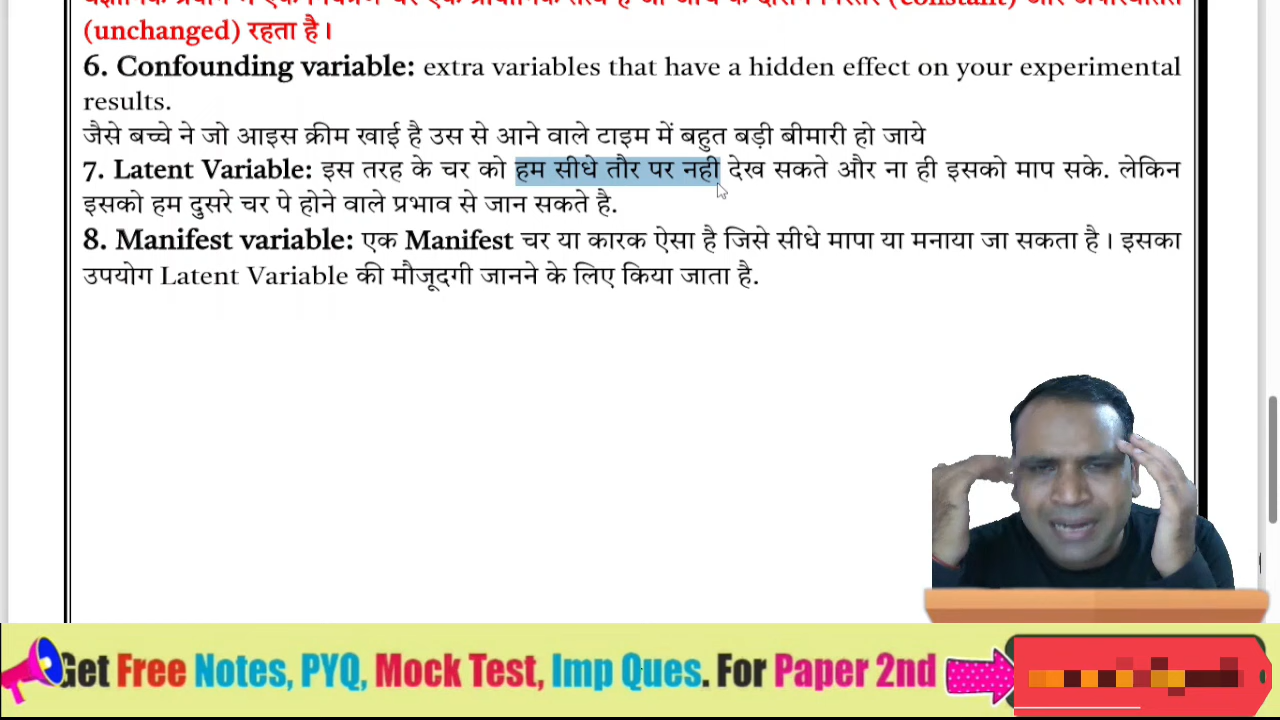 (unchanged) रहता है।
6. Confounding variable: extra variables that have a hidden effect on your experimental
results.
जैसे बच्चे ने जो आइस क्रीम खाई है उस से आने वाले टाइम में बहुत बड़ी बीमारी हो जाये
7. Latent Variable: इस तरह के चर को हम सीधे तौर पर नही देख सकते और ना ही इसको माप सके. लेकिन
इसको हम दुसरे चर पे होने वाले प्रभाव से जान सकते है.
8. Manifest variable: एक Manifest चर या कारक ऐसा है जिसे सीधे मापा या मनाया जा सकता है। इसका
उपयोग Latent Variable की मौजूदगी जानने के लिए किया जाता है.
Get Free Notes, PYQ, Mock Test, Imp Ques. For Paper 2nd